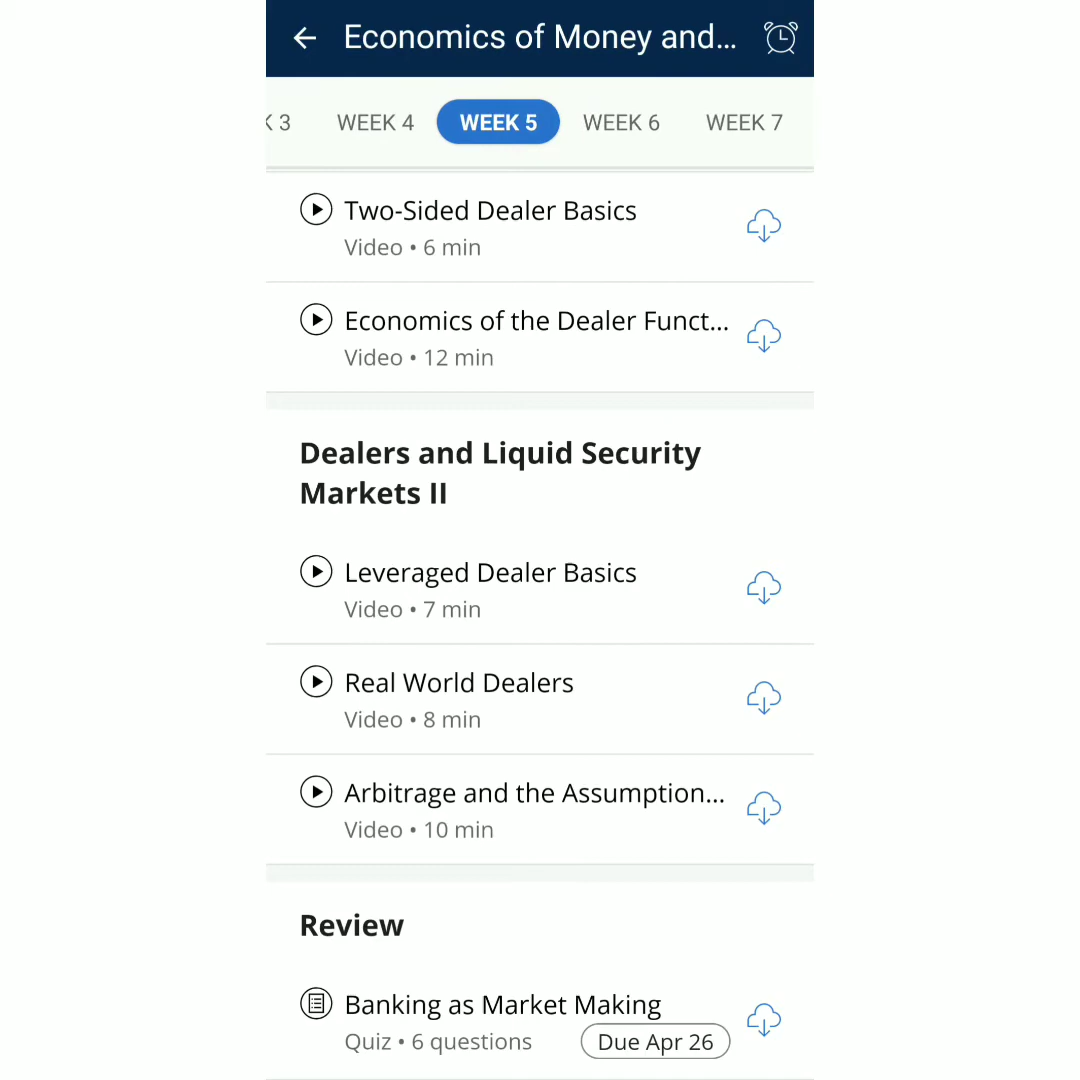 Economics of Money and...
K 3 WEEK 4 WEEK 5 WEEK 6 WEEK 7
Two-Sided Dealer Basics
Video • 6 min
Economics of the Dealer Funct...
Video • 12 min
Dealers and Liquid Security
Markets II
Leveraged Dealer Basics
Video • 7 min
Real World Dealers
Video • 8 min
Arbitrage and the Assumption...
Video • 10 min
Review
Banking as Market Making
Quiz • 6 questions Due Apr 26